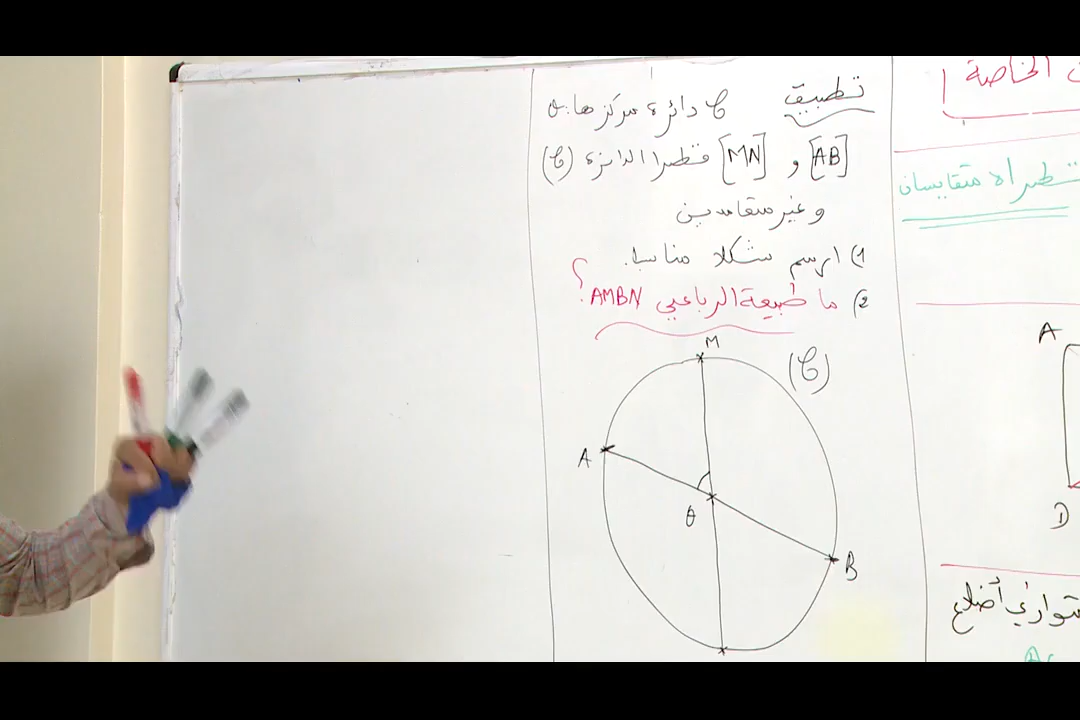 تطبيق
C دائرة مركزها: O
[AB] و [MN] قطرا الدائرة (C)
وغير متعامدين
1) ارسم شكلا مناسبا.
2) ما طبيعة الرباعي AMBN؟
M
(C)
A
O
B
الخاصة
قطراه متقايسان
A
D
متوازي أضلاع